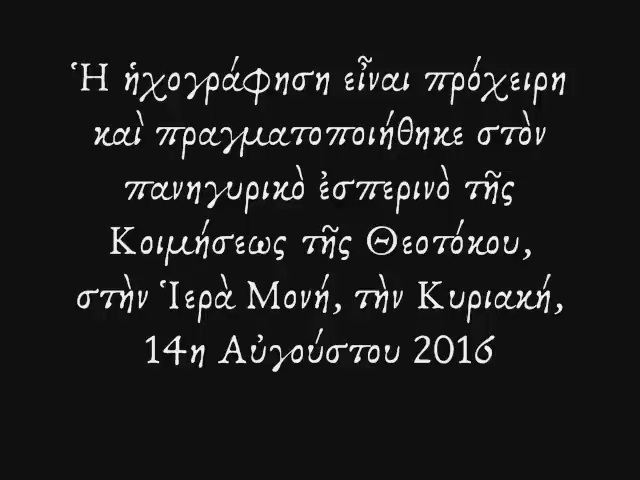 Ἡ ἠχογράφηση εἶναι πρόχειρη
καὶ πραγματοποιήθηκε στὸν
πανηγυρικὸ ἑσπερινὸ τῆς
Κοιμήσεως τῆς Θεοτόκου,
στὴν Ἱερὰ Μονή, τὴν Κυριακή,
14η Αὐγούστου 2016